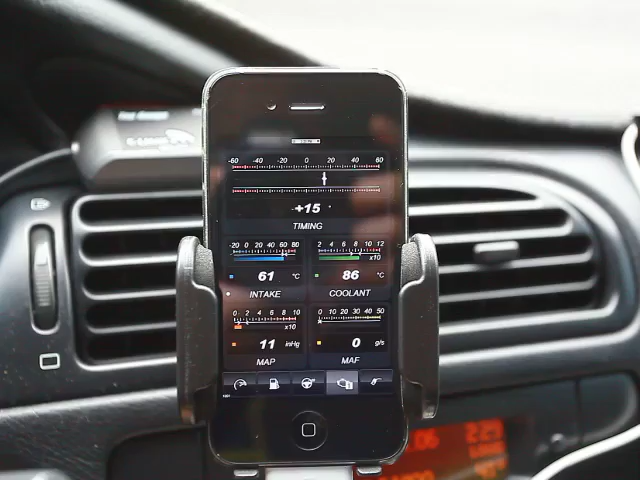 -60 -40 -20 0 20 40 60
+15 °
TIMING
-20 0 20 40 60 80
61 °C
INTAKE
2 4 6 8 10 12
x10
86 °C
COOLANT
0 2 4 6 8 10
x10
11 inHg
MAP
0 10 20 30 40 50
0 g/s
MAF
2:29